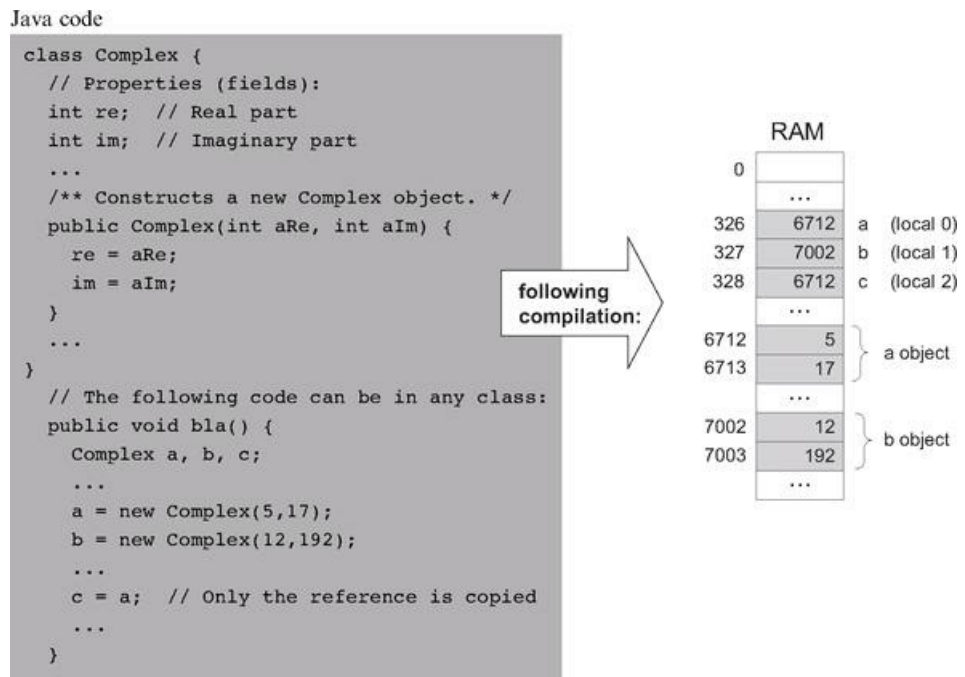 Java code
class Complex {
// Properties (fields):
int re;  // Real part
int im;  // Imaginary part
...
/** Constructs a new Complex object. */
public Complex(int aRe, int aIm) {
re = aRe;
im = aIm;
}
...
}
// The following code can be in any class:
public void bla() {
Complex a, b, c;
...
a = new Complex(5,17);
b = new Complex(12,192);
...
c = a;  // Only the reference is copied
...
}
following
compilation:
RAM
0
...
326 6712 a (local 0)
327 7002 b (local 1)
328 6712 c (local 2)
...
6712 5
a object
6713 17
...
7002 12
b object
7003 192
...